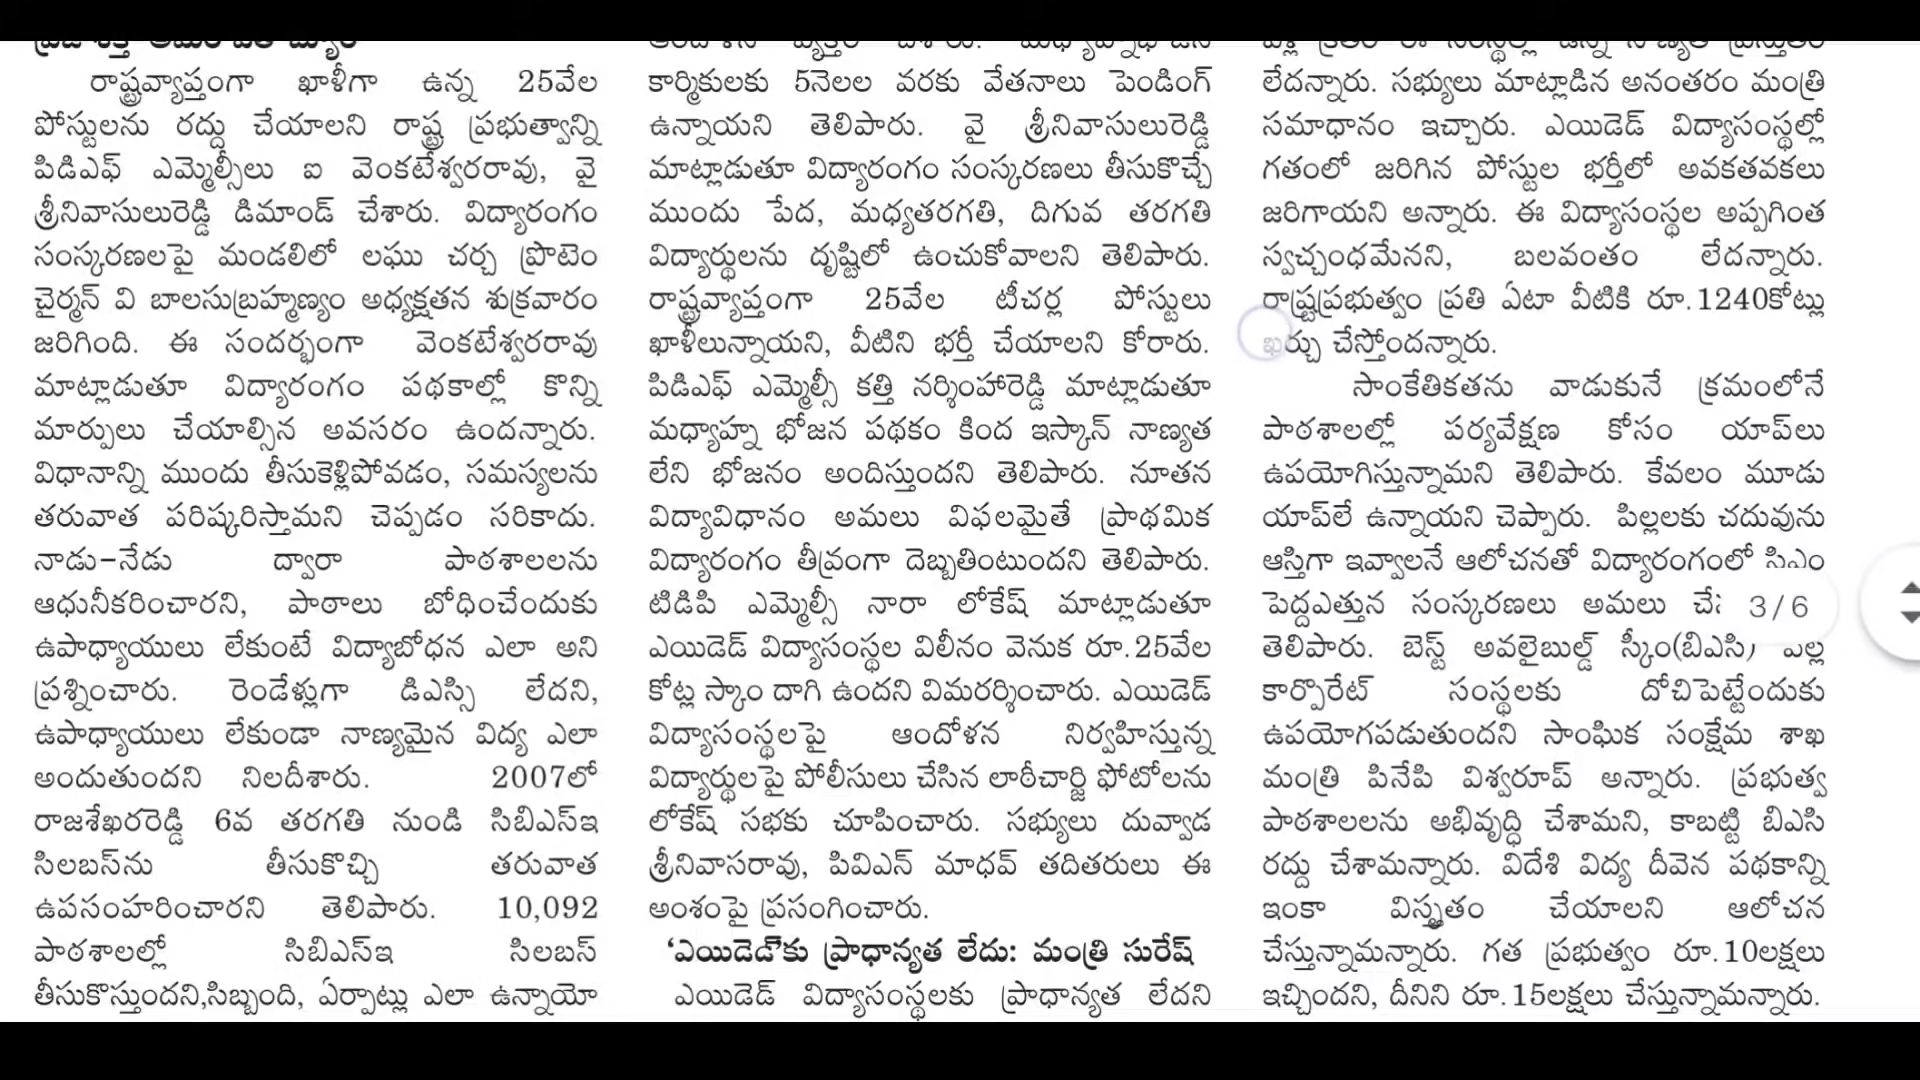 రాష్ట్రవ్యాప్తంగా ఖాళీగా ఉన్న 25వేల
పోస్టులను రద్దు చేయాలని రాష్ట్ర ప్రభుత్వాన్ని
పిడిఎఫ్ ఎమ్మెల్సీలు ఐ వెంకటేశ్వరరావు, వై
శ్రీనివాసులురెడ్డి డిమాండ్ చేశారు. విద్యారంగం
సంస్కరణలపై మండలిలో లఘు చర్చ ప్రొటెం
చైర్మన్ వి బాలసుబ్రహ్మణ్యం అధ్యక్షతన శుక్రవారం
జరిగింది. ఈ సందర్భంగా వెంకటేశ్వరరావు
మాట్లాడుతూ విద్యారంగం పథకాల్లో కొన్ని
మార్పులు చేయాల్సిన అవసరం ఉందన్నారు.
విధానాన్ని ముందు తీసుకెళ్లిపోవడం, సమస్యలను
తరువాత పరిష్కరిస్తామని చెప్పడం సరికాదు.
నాడు-నేడు ద్వారా పాఠశాలలను
ఆధునీకరించారని, పాఠాలు బోధించేందుకు
ఉపాధ్యాయులు లేకుంటే విద్యాబోధన ఎలా అని
ప్రశ్నించారు. రెండేళ్లుగా డిఎస్సి లేదని,
ఉపాధ్యాయులు లేకుండా నాణ్యమైన విద్య ఎలా
అందుతుందని నిలదీశారు. 2007లో
రాజశేఖరరెడ్డి 6వ తరగతి నుండి సిబిఎస్ఇ
సిలబస్‌ను తీసుకొచ్చి తరువాత
ఉపసంహరించారని తెలిపారు. 10,092
పాఠశాలల్లో సిబిఎస్ఇ సిలబస్
తీసుకొస్తుందని,సిబ్బంది, ఏర్పాట్లు ఎలా ఉన్నాయో
కార్మికులకు 5నెలల వరకు వేతనాలు పెండింగ్
ఉన్నాయని తెలిపారు. వై శ్రీనివాసులురెడ్డి
మాట్లాడుతూ విద్యారంగం సంస్కరణలు తీసుకొచ్చే
ముందు పేద, మధ్యతరగతి, దిగువ తరగతి
విద్యార్థులను దృష్టిలో ఉంచుకోవాలని తెలిపారు.
రాష్ట్రవ్యాప్తంగా 25వేల టీచర్ల పోస్టులు
ఖాళీలున్నాయని, వీటిని భర్తీ చేయాలని కోరారు.
పిడిఎఫ్ ఎమ్మెల్సీ కత్తి నర్శింహారెడ్డి మాట్లాడుతూ
మధ్యాహ్న భోజన పథకం కింద ఇస్కాన్ నాణ్యత
లేని భోజనం అందిస్తుందని తెలిపారు. నూతన
విద్యావిధానం అమలు విఫలమైతే ప్రాథమిక
విద్యారంగం తీవ్రంగా దెబ్బతింటుందని తెలిపారు.
టిడిపి ఎమ్మెల్సీ నారా లోకేష్ మాట్లాడుతూ
ఎయిడెడ్ విద్యాసంస్థల విలీనం వెనుక రూ.25వేల
కోట్ల స్కాం దాగి ఉందని విమరర్శించారు. ఎయిడెడ్
విద్యాసంస్థలపై ఆందోళన నిర్వహిస్తున్న
విద్యార్థులపై పోలీసులు చేసిన లాఠీచార్జి ఫోటోలను
లోకేష్ సభకు చూపించారు. సభ్యులు దువ్వాడ
శ్రీనివాసరావు, పివిఎన్ మాధవ్ తదితరులు ఈ
అంశంపై ప్రసంగించారు.
'ఎయిడెడ్'కు ప్రాధాన్యత లేదు: మంత్రి సురేష్
ఎయిడెడ్ విద్యాసంస్థలకు ప్రాధాన్యత లేదని
లేదన్నారు. సభ్యులు మాట్లాడిన అనంతరం మంత్రి
సమాధానం ఇచ్చారు. ఎయిడెడ్ విద్యాసంస్థల్లో
గతంలో జరిగిన పోస్టుల భర్తీలో అవకతవకలు
జరిగాయని అన్నారు. ఈ విద్యాసంస్థల అప్పగింత
స్వచ్ఛంధమేనని, బలవంతం లేదన్నారు.
రాష్ట్రప్రభుత్వం ప్రతి ఏటా వీటికి రూ.1240కోట్లు
ఖర్చు చేస్తోందన్నారు.
సాంకేతికతను వాడుకునే క్రమంలోనే
పాఠశాలల్లో పర్యవేక్షణ కోసం యాప్‌లు
ఉపయోగిస్తున్నామని తెలిపారు. కేవలం మూడు
యాప్‌లే ఉన్నాయని చెప్పారు. పిల్లలకు చదువును
ఆస్తిగా ఇవ్వాలనే ఆలోచనతో విద్యారంగంలో సిఎం
పెద్దఎత్తున సంస్కరణలు అమలు 3/6
తెలిపారు. బెస్ట్ అవలైబుల్డ్ స్కీం(బిఎసి)
కార్పొరేట్ సంస్థలకు దోచిపెట్టేందుకు
ఉపయోగపడుతుందని సాంఘిక సంక్షేమ శాఖ
మంత్రి పినేపి విశ్వరూప్ అన్నారు. ప్రభుత్వ
పాఠశాలలను అభివృద్ధి చేశామని, కాబట్టి బిఎసి
రద్దు చేశామన్నారు. విదేశి విద్య దీవెన పథకాన్ని
ఇంకా విస్తృతం చేయాలని ఆలోచన
చేస్తున్నామన్నారు. గత ప్రభుత్వం రూ.10లక్షలు
ఇచ్చిందని, దీనిని రూ.15లక్షలు చేస్తున్నామన్నారు.